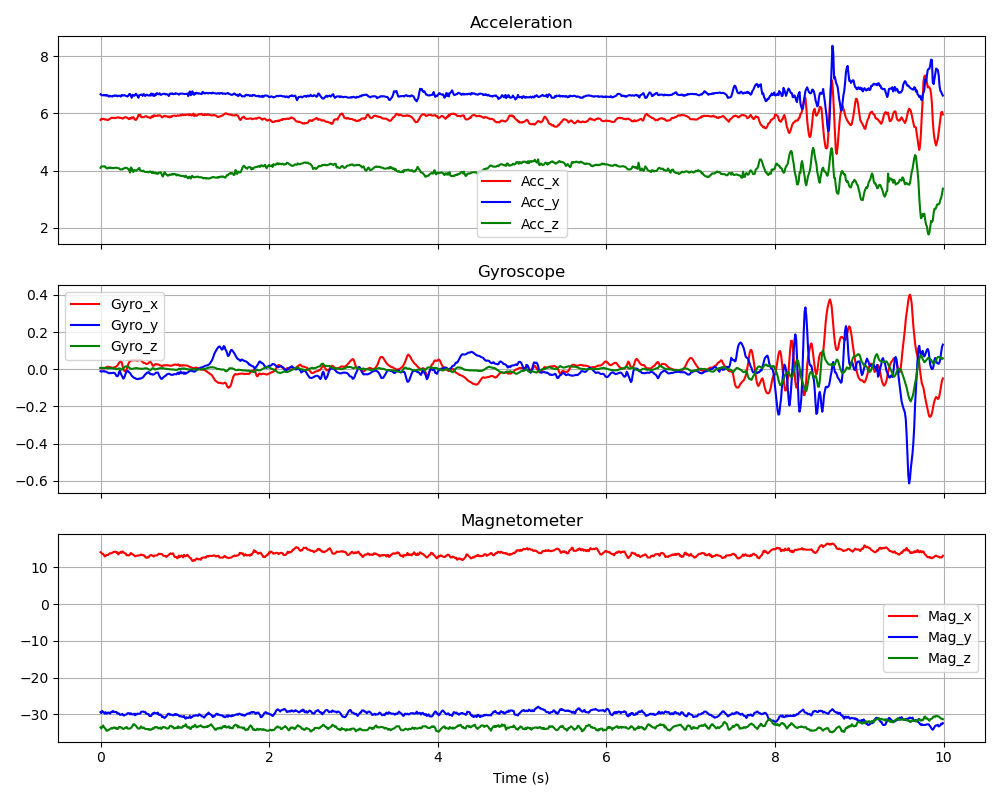 Acceleration
8
6
4
2
Acc_x
Acc_y
Acc_z
Gyroscope
0.4
0.2
0.0
−0.2
−0.4
−0.6
Gyro_x
Gyro_y
Gyro_z
Magnetometer
10
0
−10
−20
−30
Mag_x
Mag_y
Mag_z
0 2 4 6 8 10
Time (s)